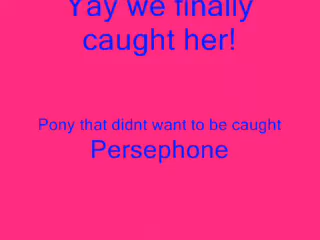 Yay we finally
caught her!
Pony that didnt want to be caught
Persephone